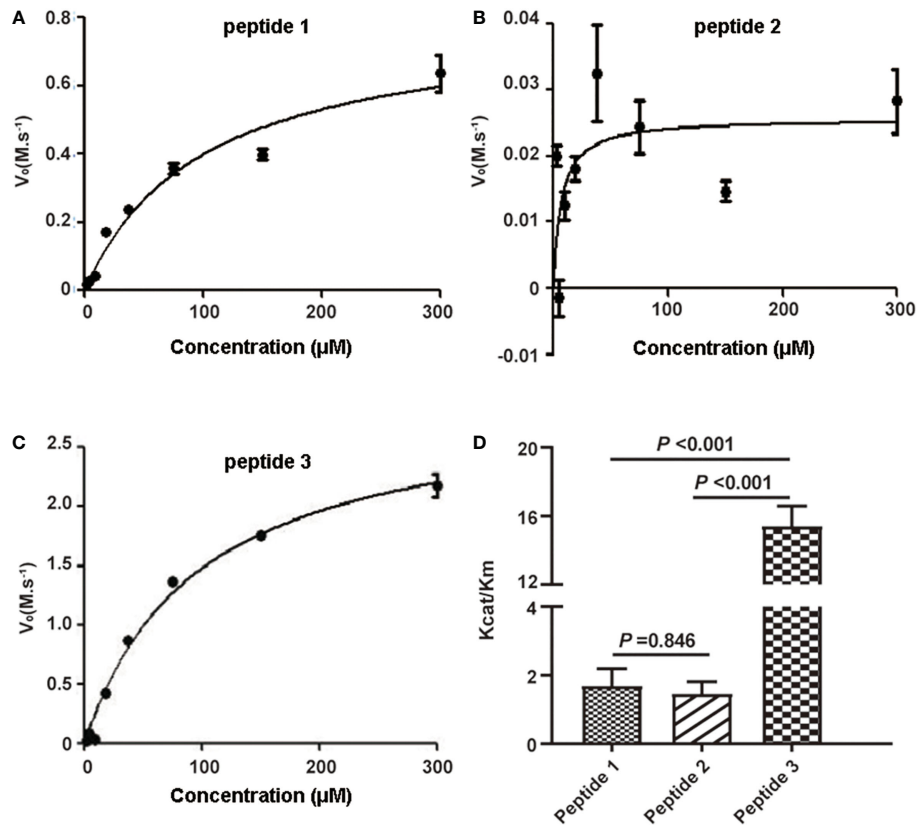 A
peptide 1
0.8
0.6
0.4
0.2
0
V₀(M.s⁻¹)
0 100 200 300
Concentration (µM)
B
peptide 2
0.04
0.03
0.02
0.01
0
-0.01
V₀(M.s⁻¹)
0 100 200 300
Concentration (µM)
C
peptide 3
2.5
2.0
1.5
1.0
0.5
0
V₀(M.s⁻¹)
0 100 200 300
Concentration (µM)
D
20
16
12
4
2
0
Kcat/Km
P <0.001
P <0.001
P =0.846
Peptide 1
Peptide 2
Peptide 3